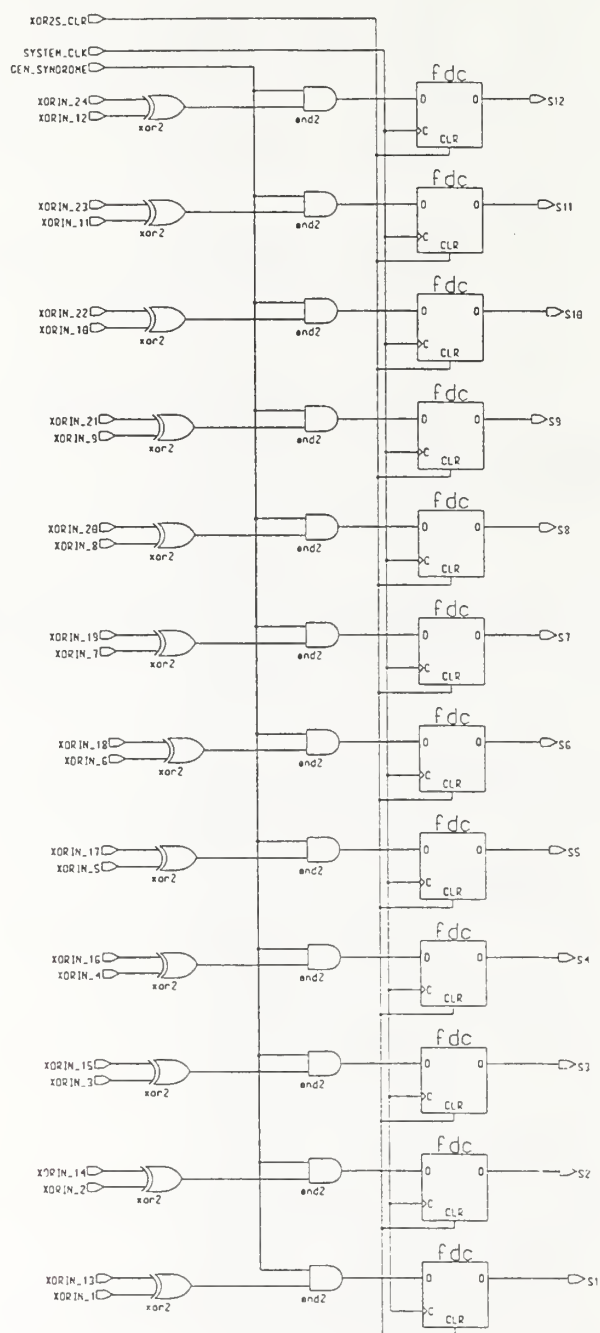 XOR2S_CLR
SYSTEM_CLK
GEN_SYNDROME
fdc
XORIN_24
XORIN_12
xor2
and2
D
Q
C
CLR
S12
fdc
XORIN_23
XORIN_11
xor2
and2
D
Q
C
CLR
S11
fdc
XORIN_22
XORIN_10
xor2
and2
D
Q
C
CLR
S10
fdc
XORIN_21
XORIN_9
xor2
and2
D
Q
C
CLR
S9
fdc
XORIN_20
XORIN_8
xor2
and2
D
Q
C
CLR
S8
fdc
XORIN_19
XORIN_7
xor2
and2
D
Q
C
CLR
S7
fdc
XORIN_18
XORIN_6
xor2
and2
D
Q
C
CLR
S6
fdc
XORIN_17
XORIN_5
xor2
and2
D
Q
C
CLR
S5
fdc
XORIN_16
XORIN_4
xor2
and2
D
Q
C
CLR
S4
fdc
XORIN_15
XORIN_3
xor2
and2
D
Q
C
CLR
S3
fdc
XORIN_14
XORIN_2
xor2
and2
D
Q
C
CLR
S2
fdc
XORIN_13
XORIN_1
xor2
and2
D
Q
C
CLR
S1